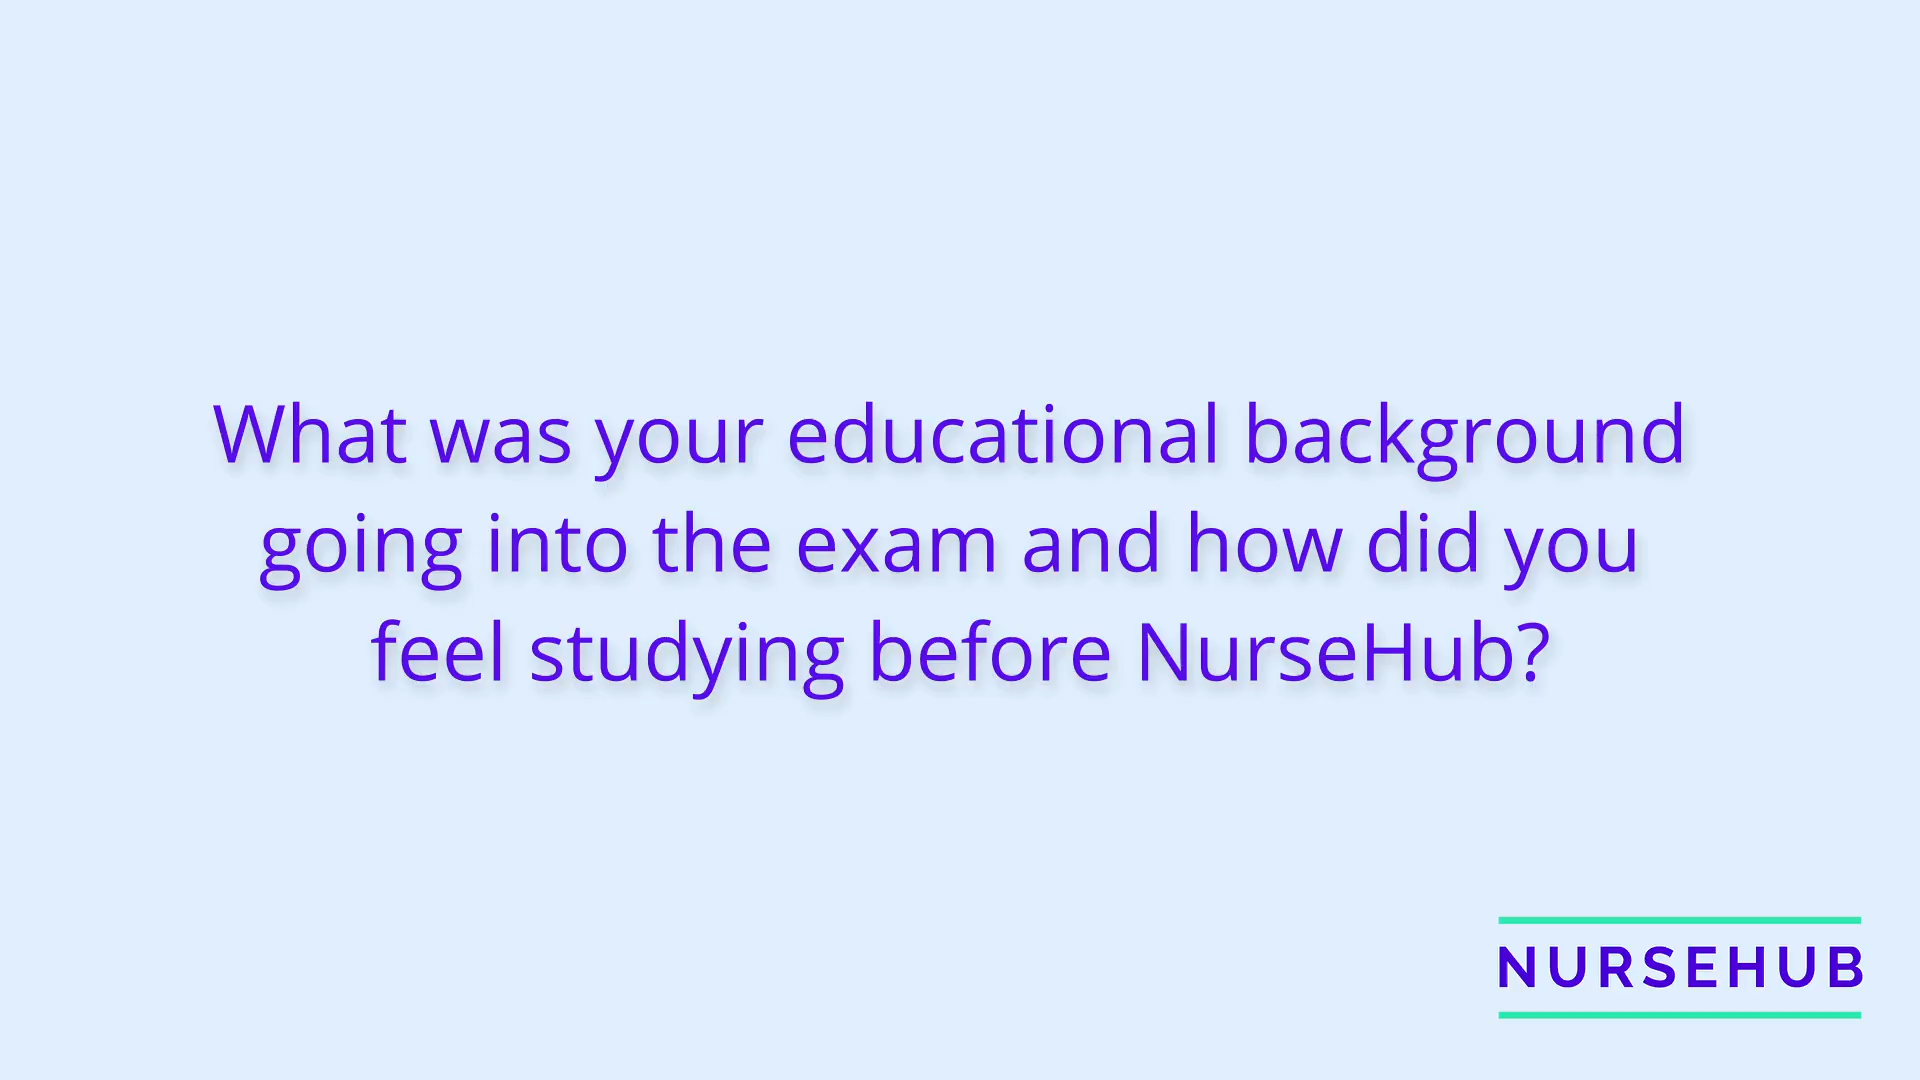 What was your educational background
going into the exam and how did you
feel studying before NurseHub?
NURSEHUB